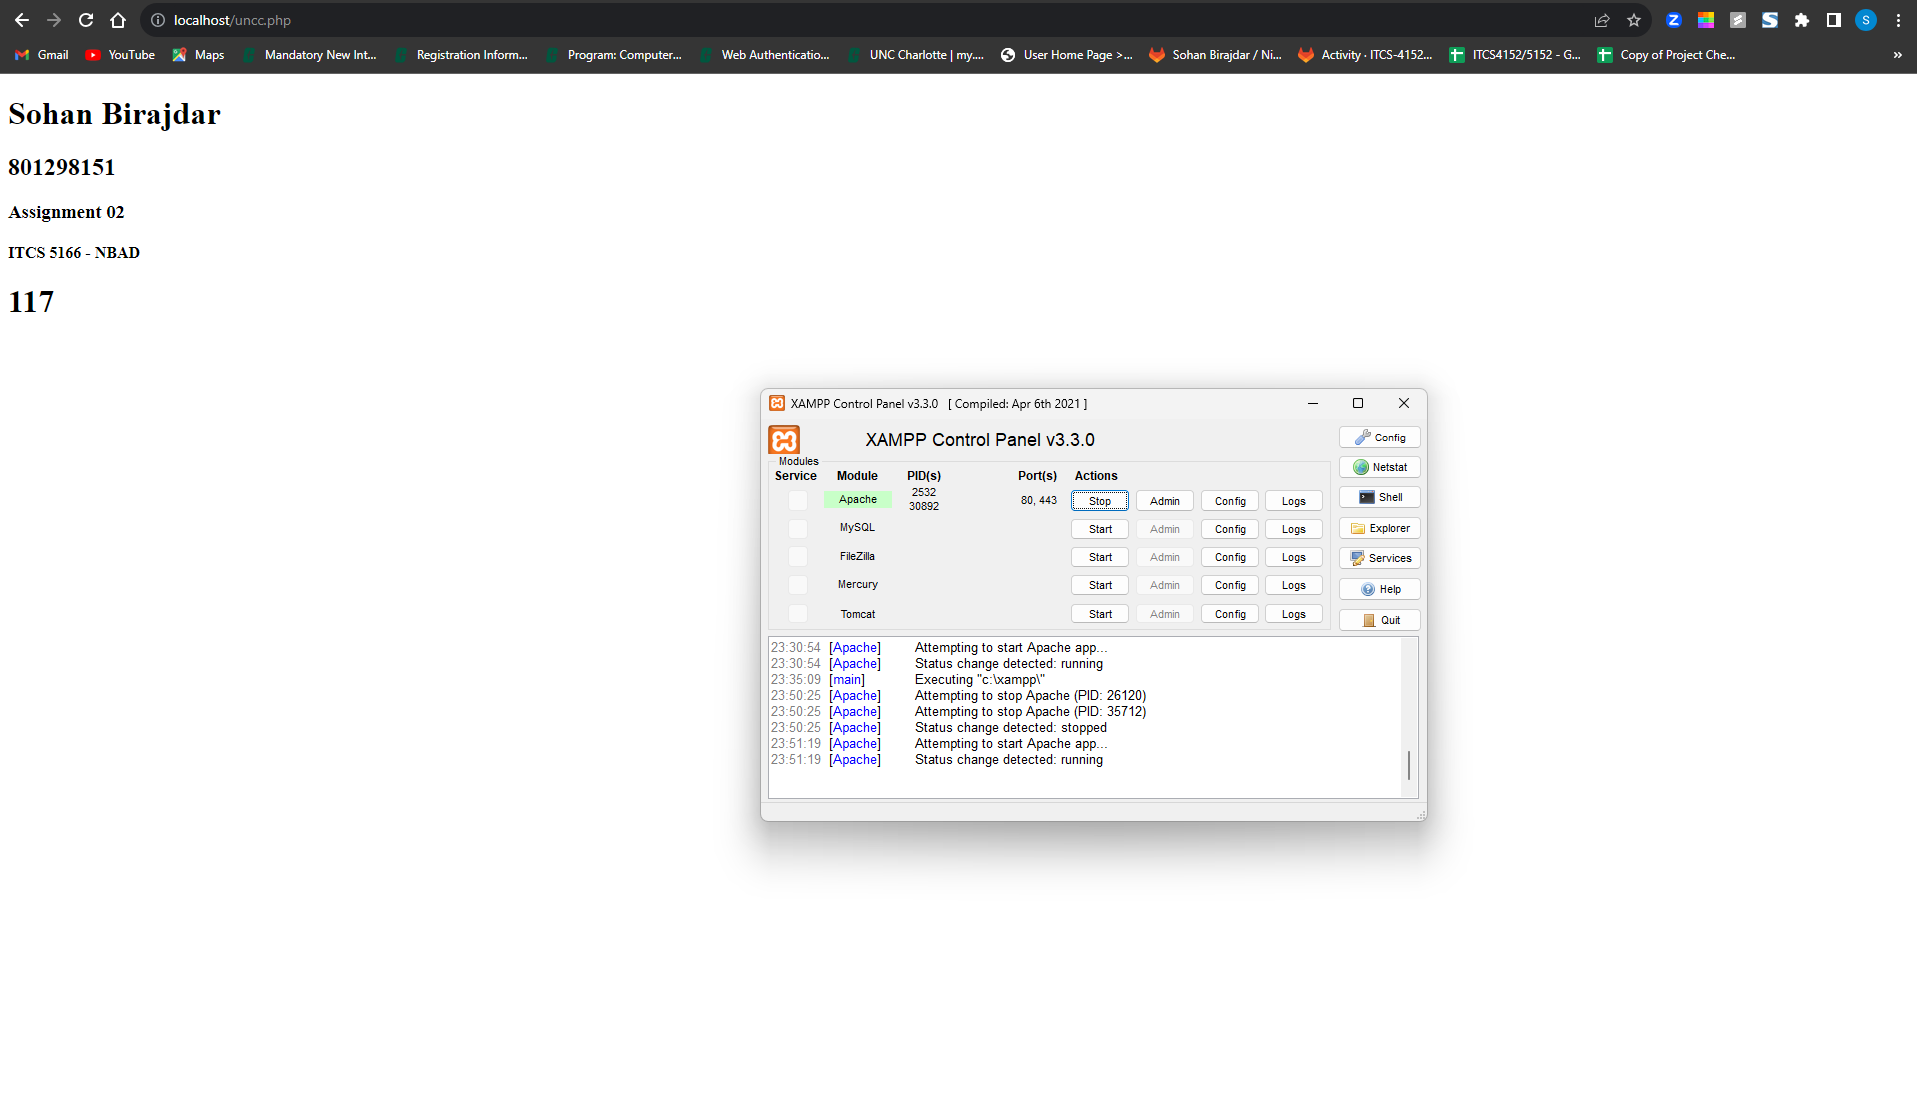 localhost/uncc.php
Gmail YouTube Maps Mandatory New Int... Registration Inform... Program: Computer... Web Authenticatio... UNC Charlotte | my.... User Home Page >... Sohan Birajdar / Ni... Activity · ITCS-4152... ITCS4152/5152 - G... Copy of Project Che... »
Sohan Birajdar
801298151
Assignment 02
ITCS 5166 - NBAD
117
XAMPP Control Panel v3.3.0 [ Compiled: Apr 6th 2021 ]
XAMPP Control Panel v3.3.0 Config
Modules
Netstat
Service Module PID(s) Port(s) Actions
Apache 2532 30892 80, 443 Stop Admin Config Logs Shell
MySQL Start Admin Config Logs Explorer
FileZilla Start Admin Config Logs Services
Mercury Start Admin Config Logs Help
Tomcat Start Admin Config Logs Quit
23:30:54 [Apache] Attempting to start Apache app...
23:30:54 [Apache] Status change detected: running
23:35:09 [main] Executing "c:\xampp\"
23:50:25 [Apache] Attempting to stop Apache (PID: 26120)
23:50:25 [Apache] Attempting to stop Apache (PID: 35712)
23:50:25 [Apache] Status change detected: stopped
23:51:19 [Apache] Attempting to start Apache app...
23:51:19 [Apache] Status change detected: running